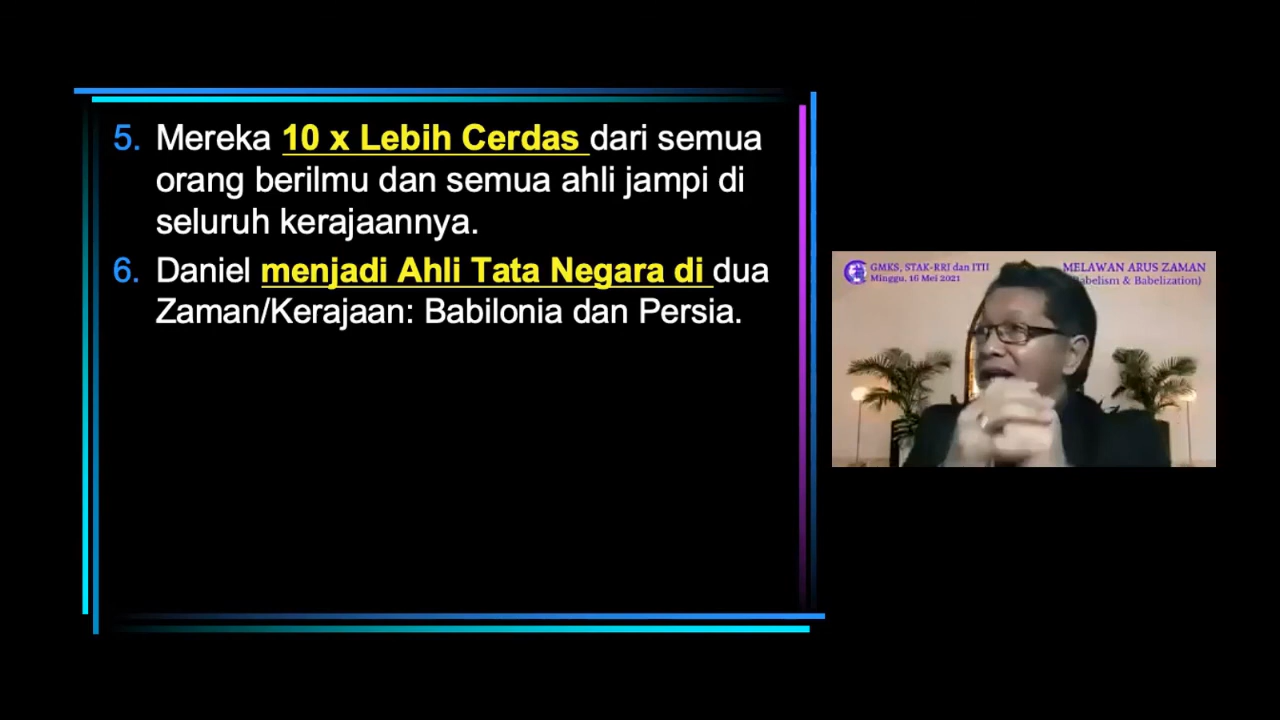 5. Mereka 10 x Lebih Cerdas dari semua
orang berilmu dan semua ahli jampi di
seluruh kerajaannya.
6. Daniel menjadi Ahli Tata Negara di dua
Zaman/Kerajaan: Babilonia dan Persia.
GMKS, STAK-RRI dan ITII
Minggu, 16 Mei 2021
MELAWAN ARUS ZAMAN
Babelism & Babelization)